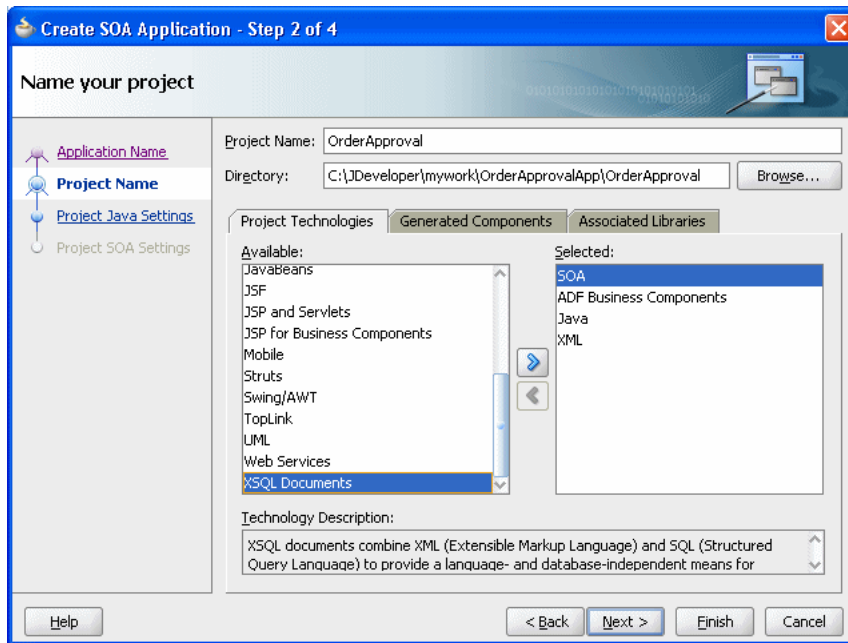 Create SOA Application - Step 2 of 4
Name your project
Application Name
Project Name
Project Java Settings
Project SOA Settings
Project Name: OrderApproval
Directory: C:\JDeveloper\mywork\OrderApprovalApp\OrderApproval Browse...
Project Technologies Generated Components Associated Libraries
Available:
JavaBeans
JSF
JSP and Servlets
JSP for Business Components
Mobile
Struts
Swing/AWT
TopLink
UML
Web Services
XSQL Documents
Selected:
SOA
ADF Business Components
Java
XML
Technology Description:
XSQL documents combine XML (Extensible Markup Language) and SQL (Structured
Query Language) to provide a language- and database-independent means for
Help < Back Next > Finish Cancel